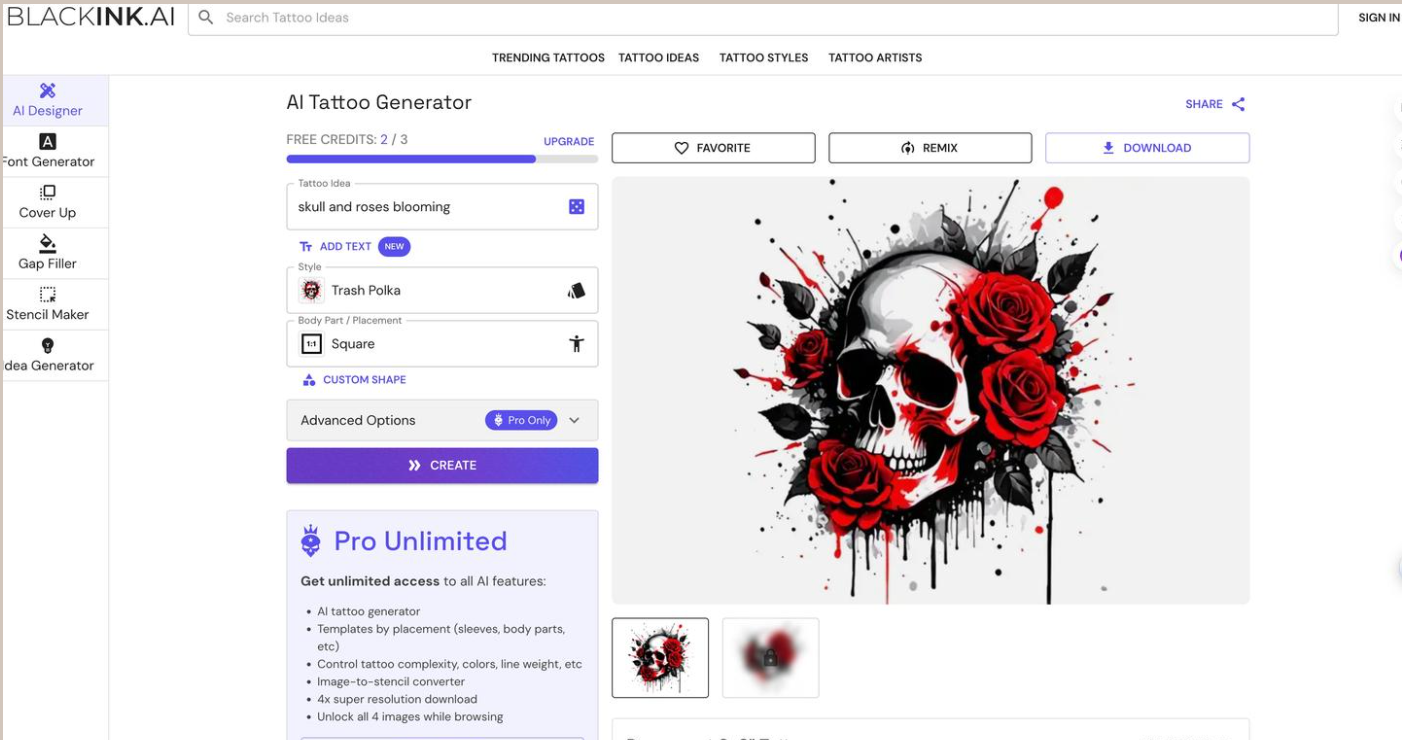 BLACKINK.AI
Search Tattoo Ideas
SIGN IN
TRENDING TATTOOS TATTOO IDEAS TATTOO STYLES TATTOO ARTISTS
AI Designer
Font Generator
Cover Up
Gap Filler
Stencil Maker
Idea Generator
AI Tattoo Generator
SHARE
FREE CREDITS: 2 / 3
UPGRADE
FAVORITE
REMIX
DOWNLOAD
Tattoo Idea
skull and roses blooming
ADD TEXT NEW
Style
Trash Polka
Body Part / Placement
1:1 Square
CUSTOM SHAPE
Advanced Options Pro Only
CREATE
Pro Unlimited
Get unlimited access to all AI features:
• AI tattoo generator
• Templates by placement (sleeves, body parts,
etc)
• Control tattoo complexity, colors, line weight, etc
• Image-to-stencil converter
• 4x super resolution download
• Unlock all 4 images while browsing